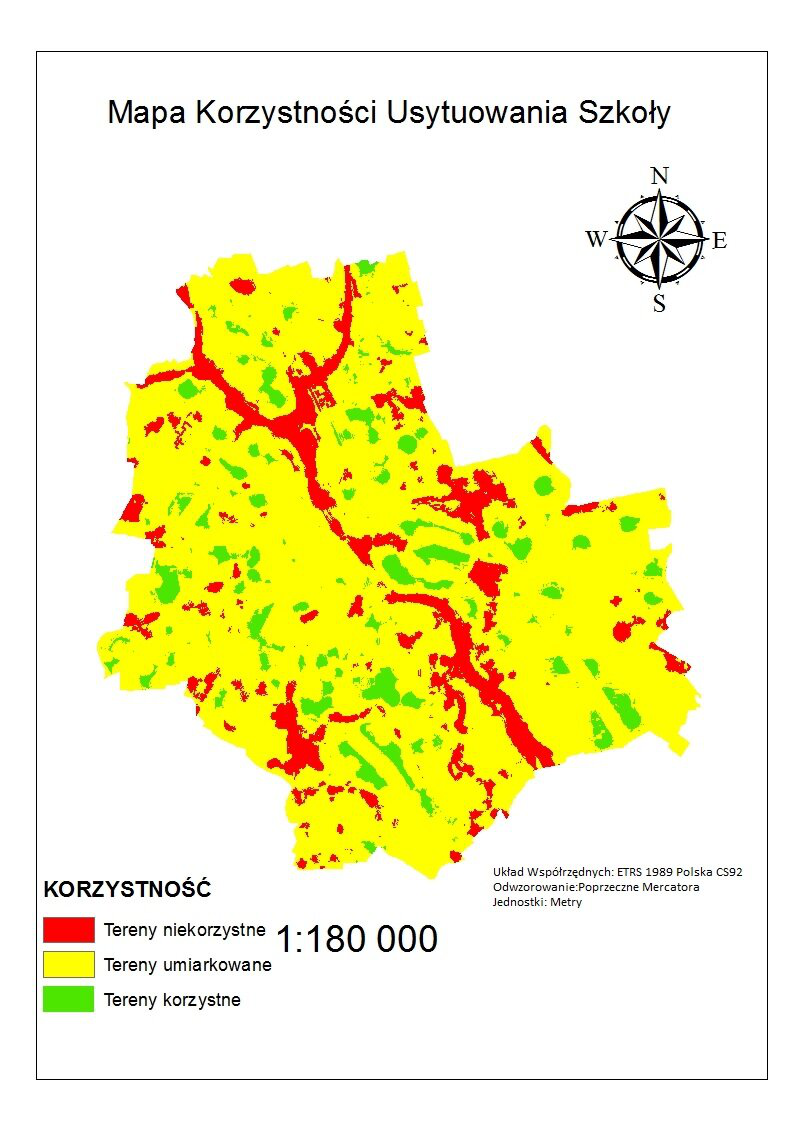 Mapa Korzystności Usytuowania Szkoły
N
W
E
S
Układ Współrzędnych: ETRS 1989 Polska CS92
Odwzorowanie:Poprzeczne Mercatora
Jednostki: Metry
KORZYSTNOŚĆ
Tereny niekorzystne
1:180 000
Tereny umiarkowane
Tereny korzystne